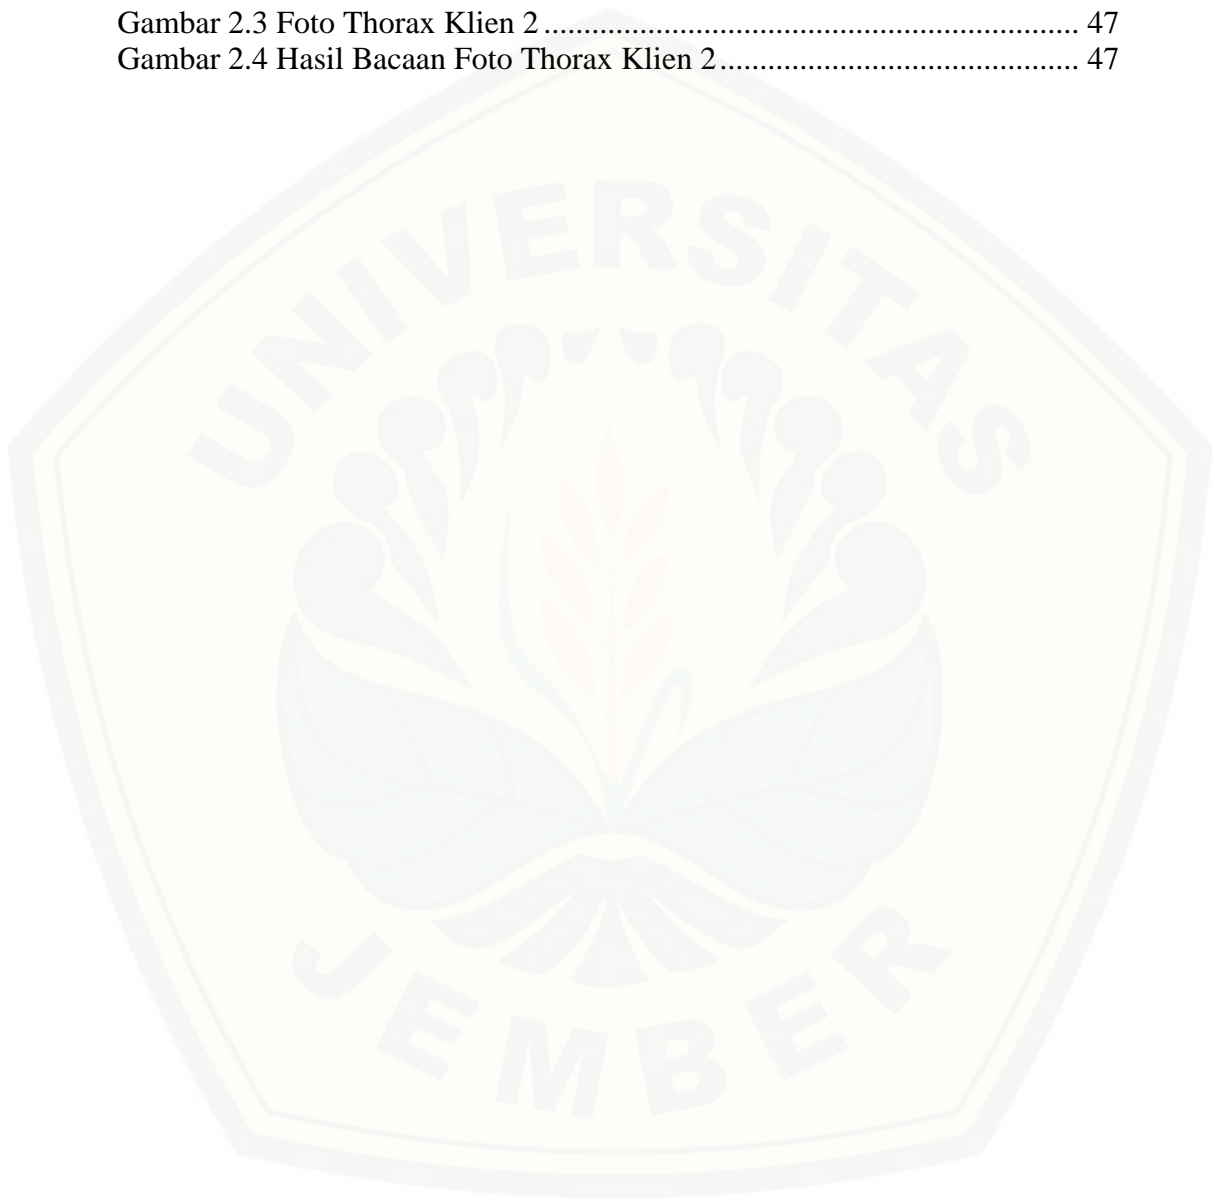 Gambar 2.3 Foto Thorax Klien 2 .................................................................... 47
Gambar 2.4 Hasil Bacaan Foto Thorax Klien 2 ............................................. 47
UNIVERSITAS
JEMBER